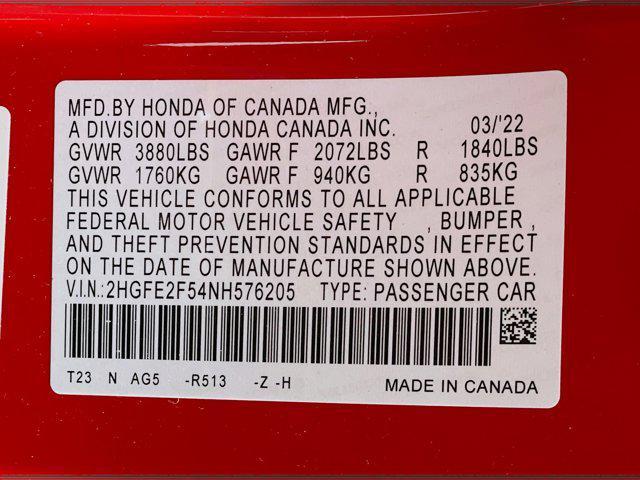 MFD.BY HONDA OF CANADA MFG.,
A DIVISION OF HONDA CANADA INC. 03/'22
GVWR 3880LBS GAWR F 2072LBS R 1840LBS
GVWR 1760KG GAWR F 940KG R 835KG
THIS VEHICLE CONFORMS TO ALL APPLICABLE
FEDERAL MOTOR VEHICLE SAFETY , BUMPER ,
AND THEFT PREVENTION STANDARDS IN EFFECT
ON THE DATE OF MANUFACTURE SHOWN ABOVE.
V.I.N.:2HGFE2F54NH576205 TYPE: PASSENGER CAR
T23 N AG5 -R513 -Z -H MADE IN CANADA